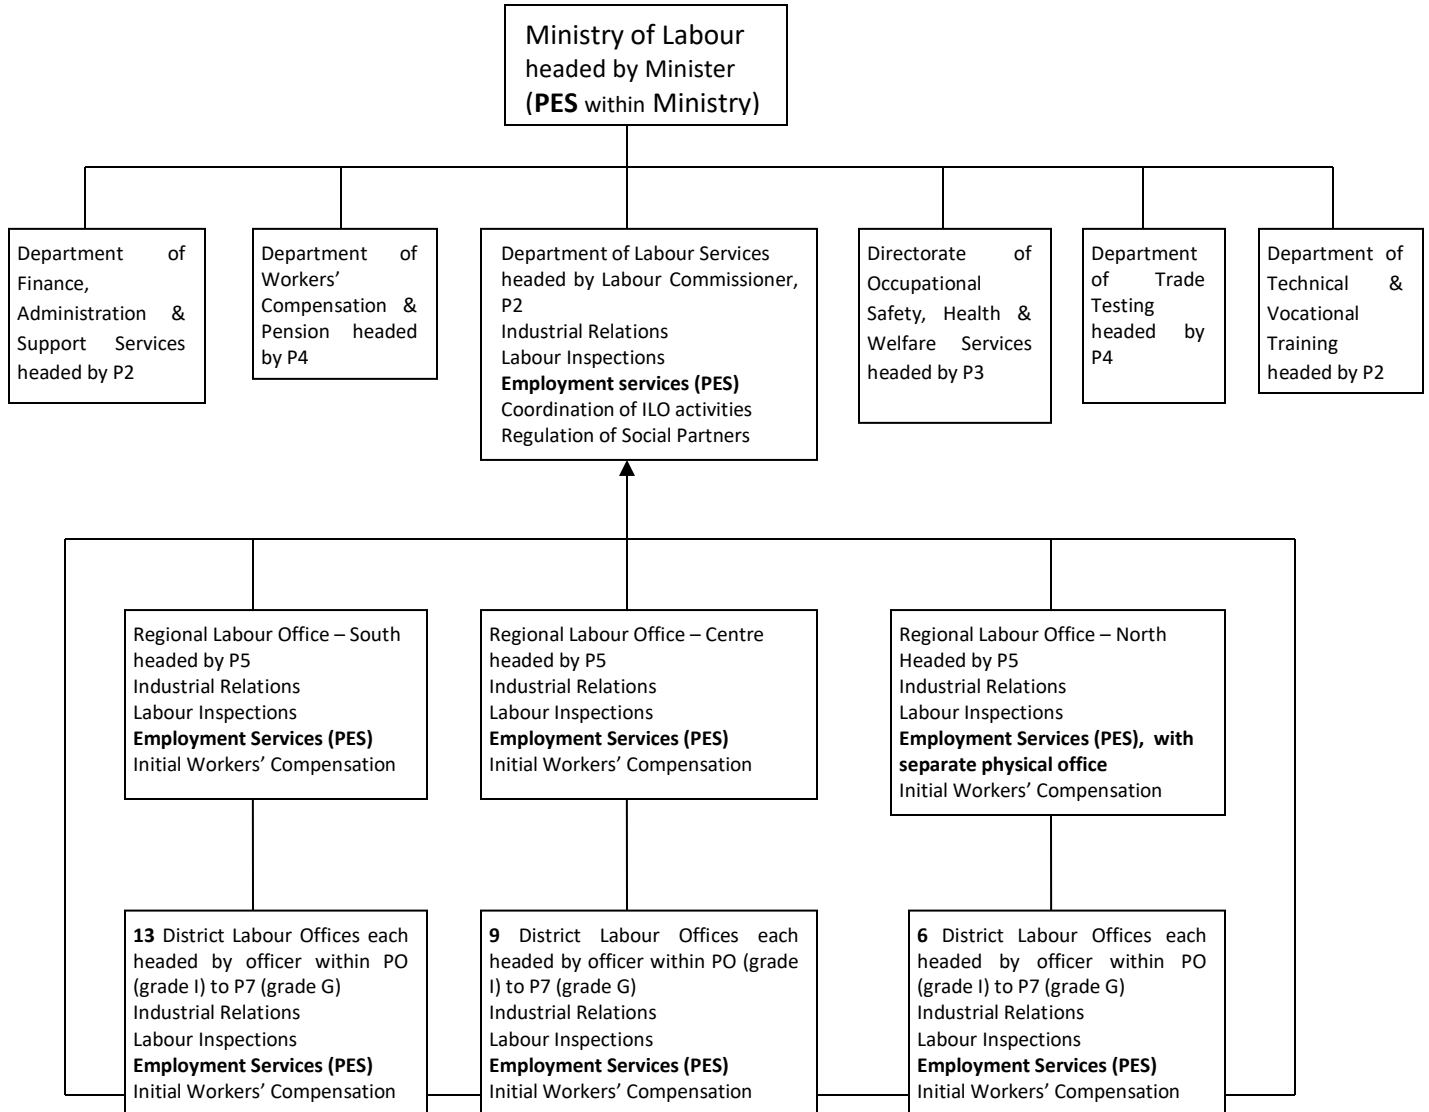 Ministry of Labour
headed by Minister
(PES within Ministry)
Department of
Finance,
Administration &
Support Services
headed by P2
Department of
Workers’
Compensation &
Pension headed
by P4
Department of Labour Services
headed by Labour Commissioner,
P2
Industrial Relations
Labour Inspections
Employment services (PES)
Coordination of ILO activities
Regulation of Social Partners
Directorate of
Occupational
Safety, Health &
Welfare Services
headed by P3
Department
of Trade
Testing
headed by
P4
Department of
Technical &
Vocational
Training
headed by P2
Regional Labour Office – South
headed by P5
Industrial Relations
Labour Inspections
Employment Services (PES)
Initial Workers’ Compensation
Regional Labour Office – Centre
headed by P5
Industrial Relations
Labour Inspections
Employment Services (PES)
Initial Workers’ Compensation
Regional Labour Office – North
Headed by P5
Industrial Relations
Labour Inspections
Employment Services (PES), with
separate physical office
Initial Workers’ Compensation
13 District Labour Offices each
headed by officer within PO
(grade I) to P7 (grade G)
Industrial Relations
Labour Inspections
Employment Services (PES)
Initial Workers’ Compensation
9 District Labour Offices each
headed by officer within PO (grade
I) to P7 (grade G)
Industrial Relations
Labour Inspections
Employment Services (PES)
Initial Workers’ Compensation
6 District Labour Offices each
headed by officer within PO
(grade I) to P7 (grade G)
Industrial Relations
Labour Inspections
Employment Services (PES)
Initial Workers’ Compensation